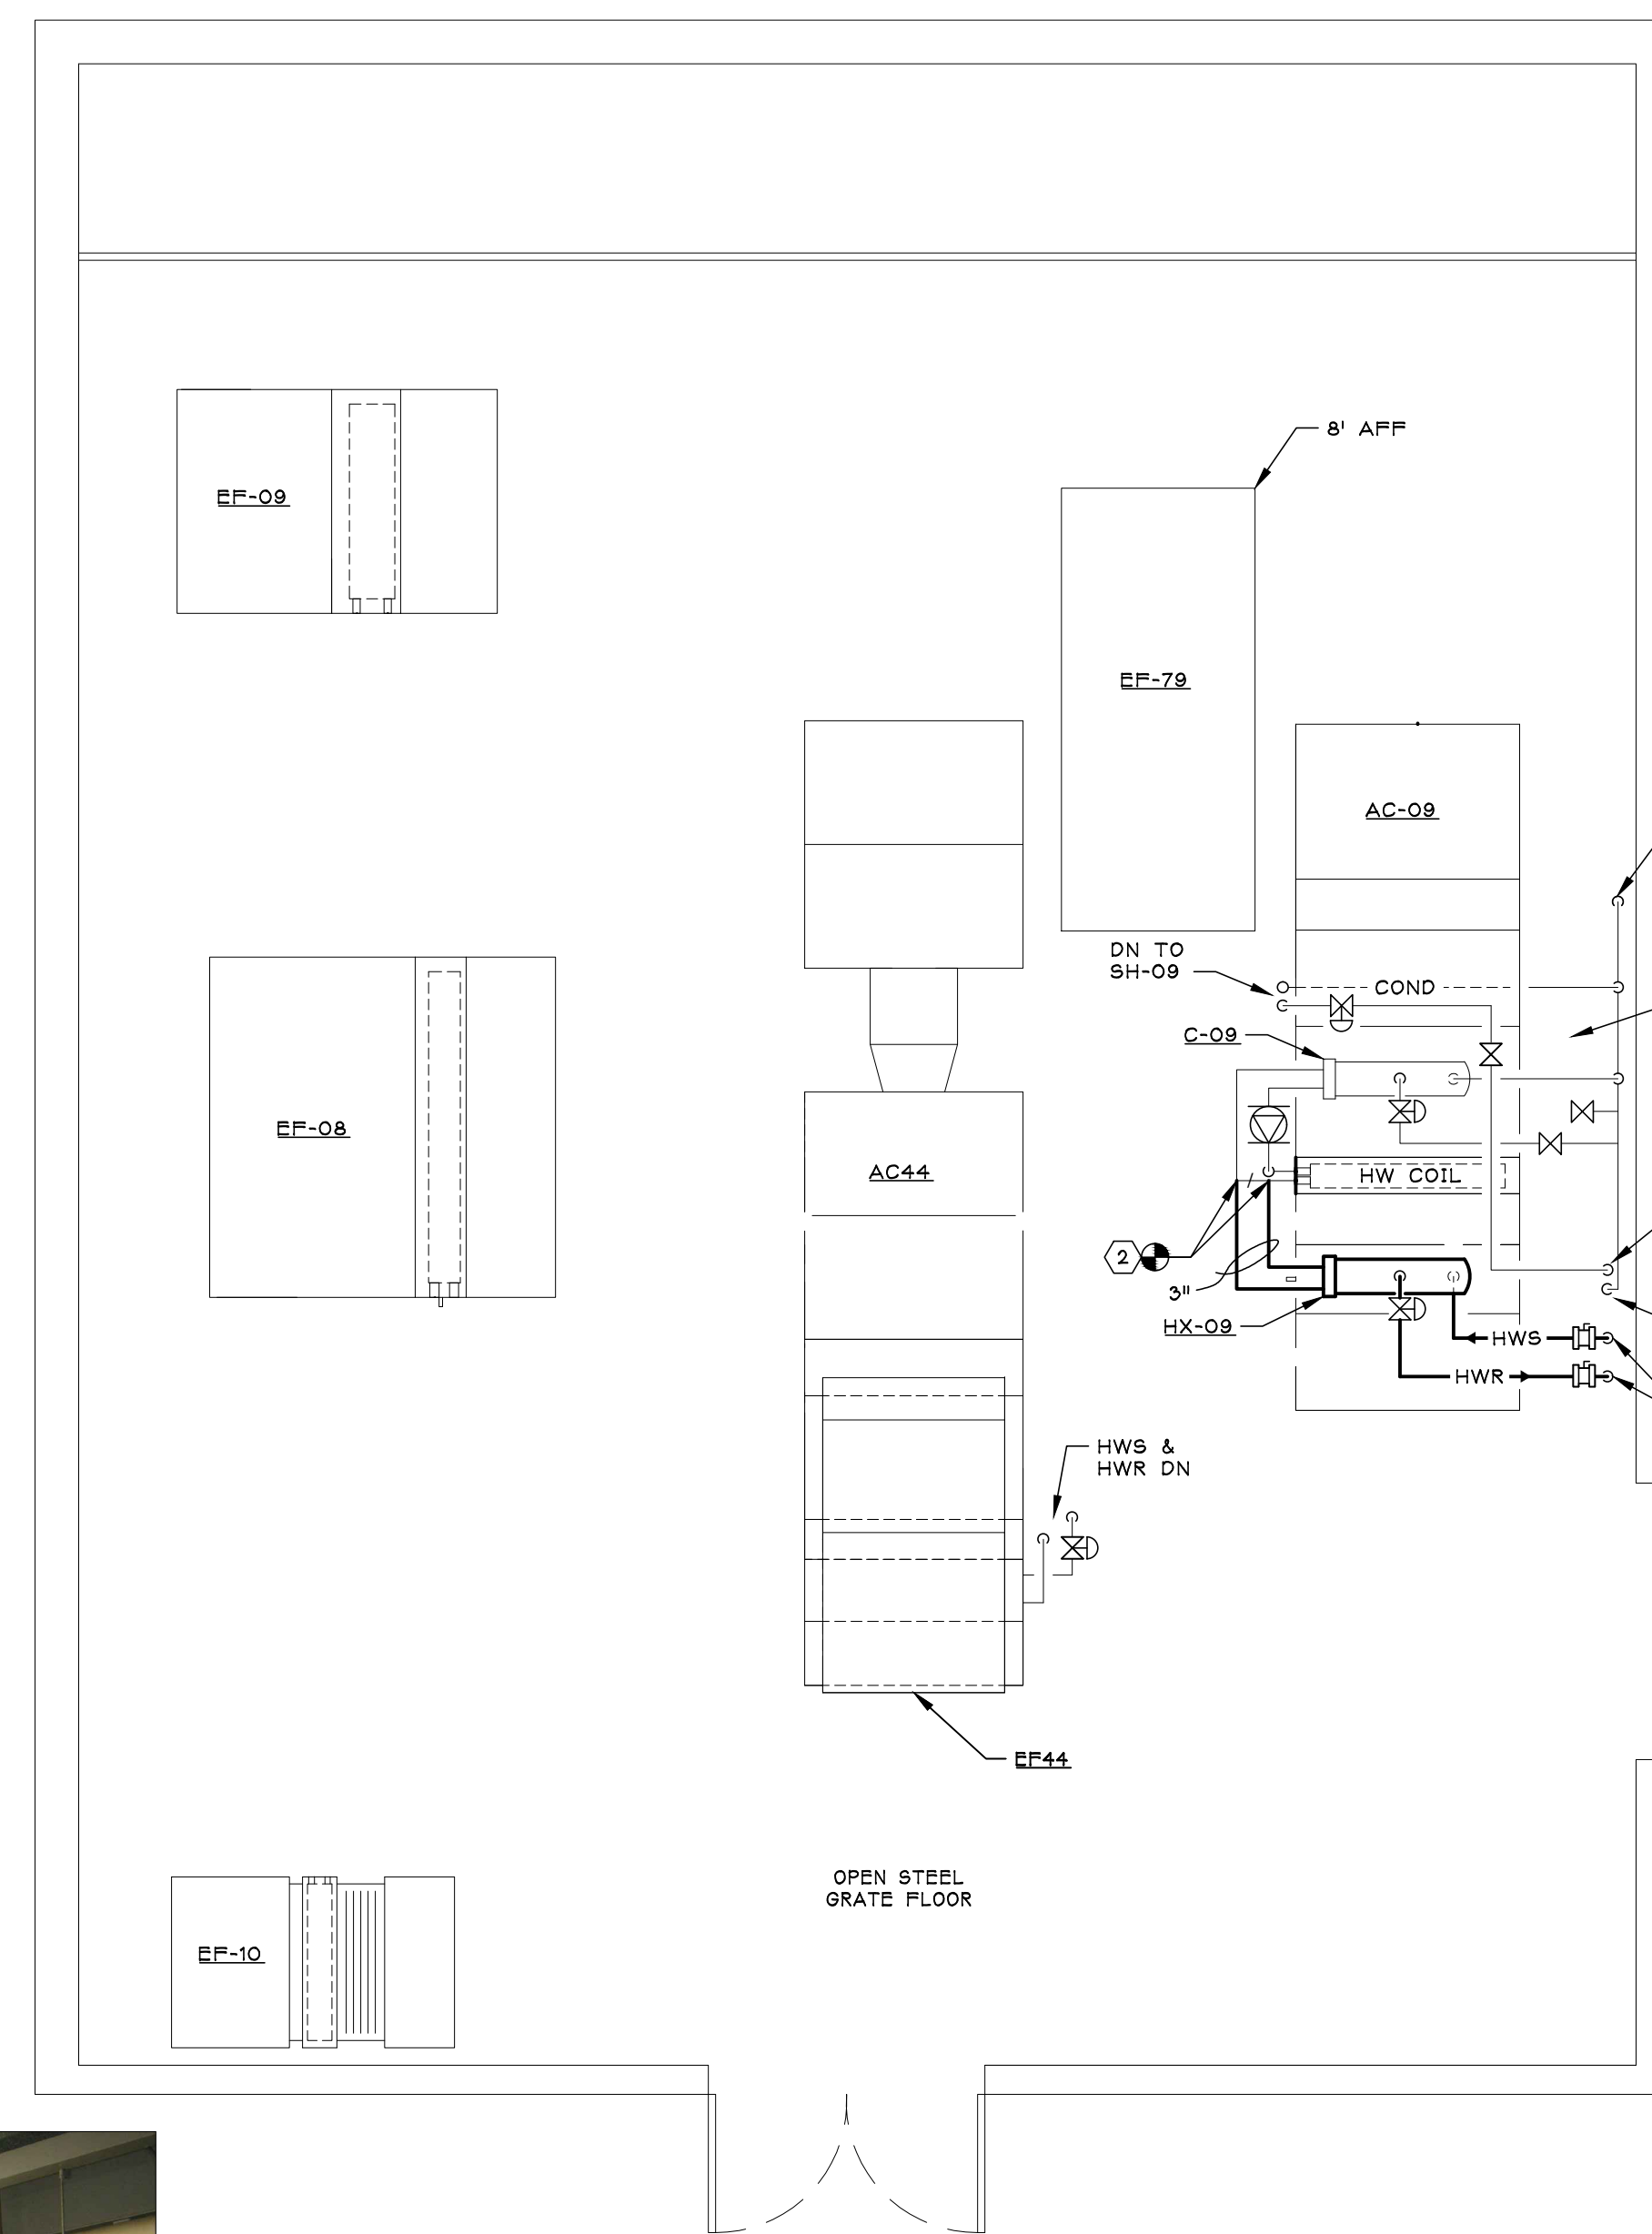 8' AFF
EF-09
EF-79
AC-09
DN TO
SH-09
COND
C-09
EF-08
AC44
HW COIL
2
3"
HX-09
HWS
HWR
HWS &
HWR DN
EF44
OPEN STEEL
GRATE FLOOR
EF-10